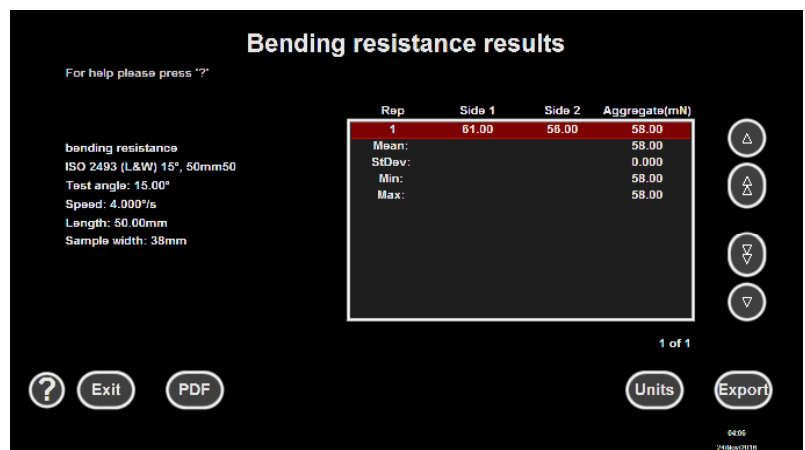 Bending resistance results
For help please press '?'
Rep Side 1 Side 2 Aggregate(mN)
1 61.00 56.00 58.00
Mean: 58.00
StDev: 0.000
Min: 58.00
Max: 58.00
bending resistance
ISO 2493 (L&W) 15°, 50mm50
Test angle: 15.00°
Speed: 4.000°/s
Length: 50.00mm
Sample width: 38mm
1 of 1
? Exit PDF Units Export
04:06
24\Nov\2016